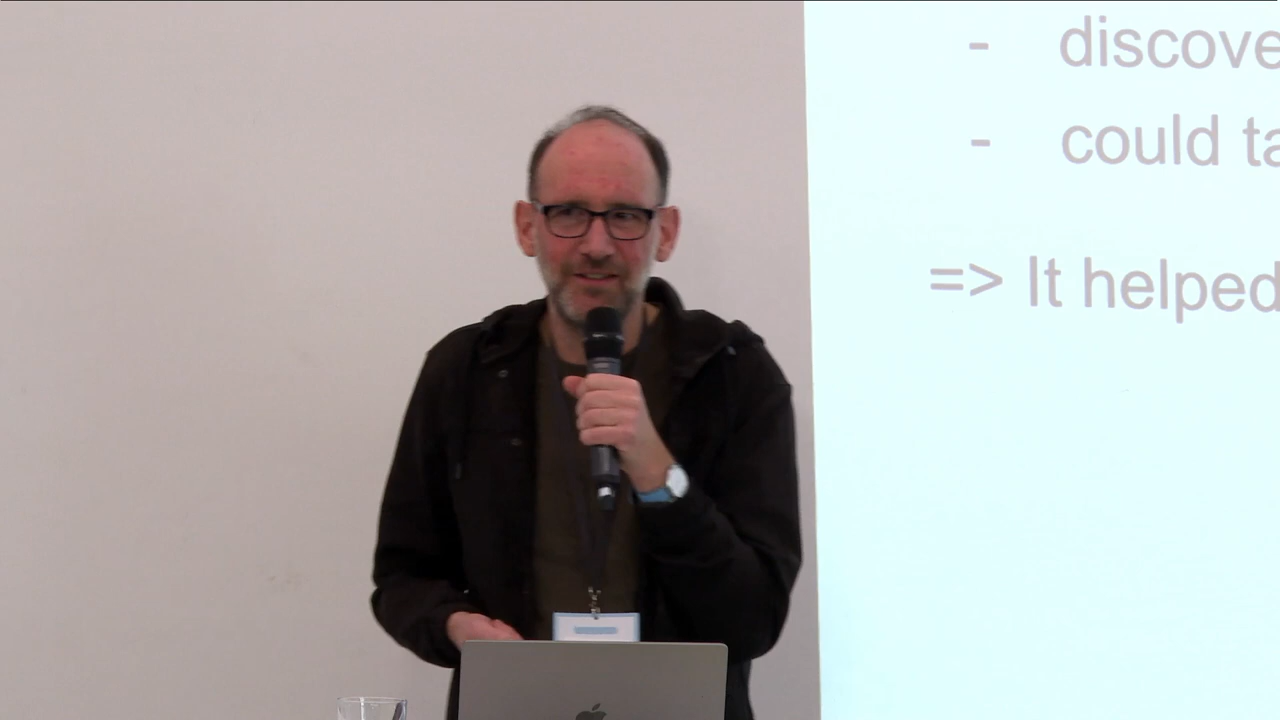 - discove
- could ta
=> It helped